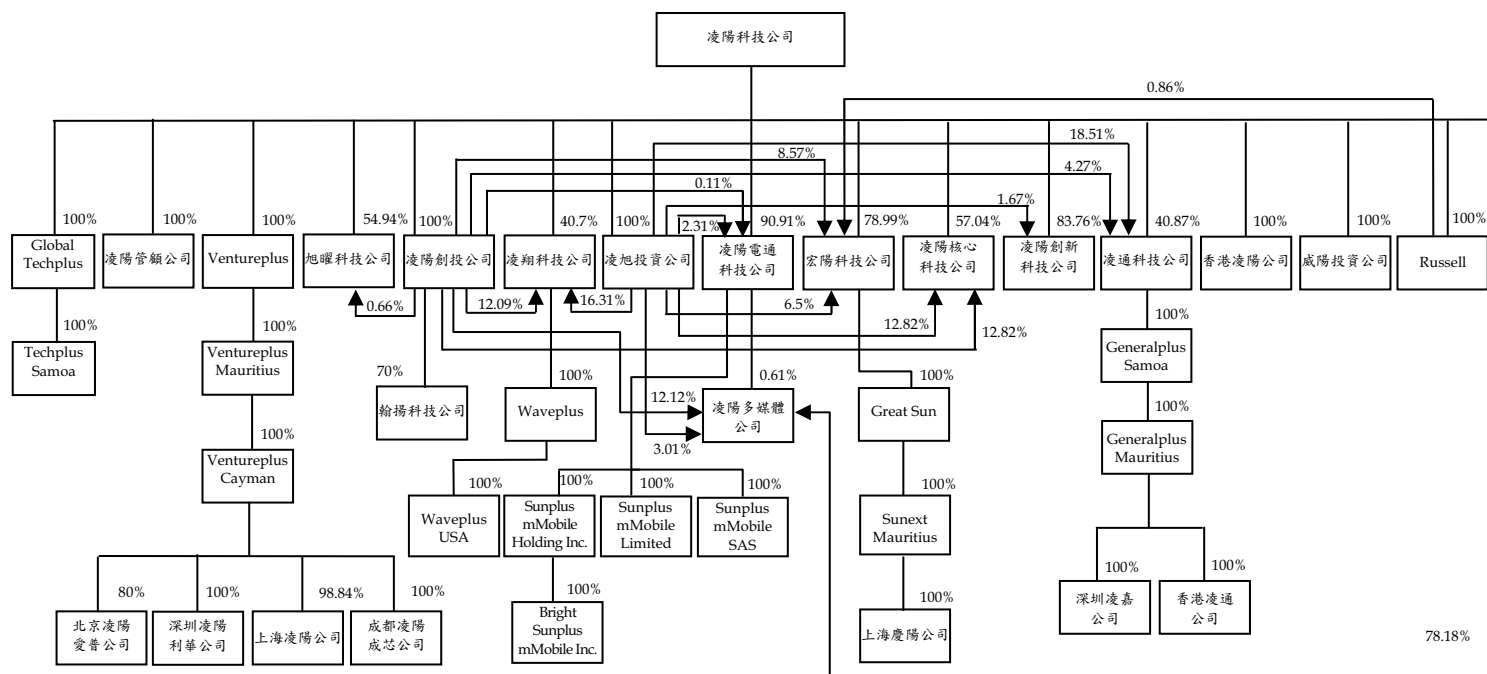 凌陽科技公司
0.86%
18.51%
8.57%
4.27%
0.11%
1.67%
100%
100%
100%
54.94%
100%
40.7%
100%
2.31%
90.91%
78.99%
57.04%
83.76%
40.87%
100%
100%
100%
Global
Techplus
凌陽管顧公司
Ventureplus
旭曜科技公司
凌陽創投公司
凌翔科技公司
凌旭投資公司
凌陽電通
科技公司
宏陽科技公司
凌陽核心
科技公司
凌陽創新
科技公司
凌通科技公司
香港凌陽公司
威陽投資公司
Russell
0.66%
12.09%
16.31%
6.5%
12.82%
12.82%
100%
100%
100%
Techplus
Samoa
Ventureplus
Mauritius
Generalplus
Samoa
70%
100%
0.61%
100%
100%
翰揚科技公司
Waveplus
12.12%
凌陽多媒體
公司
Great Sun
3.01%
100%
Ventureplus
Cayman
Generalplus
Mauritius
100%
100%
100%
100%
100%
Waveplus
USA
Sunplus
mMobile
Holding Inc.
Sunplus
mMobile
Limited
Sunplus
mMobile
SAS
Sunext
Mauritius
80%
100%
98.84%
100%
100%
100%
100%
100%
北京凌陽
愛普公司
深圳凌陽
利華公司
上海凌陽公司
成都凌陽
成芯公司
Bright
Sunplus
mMobile Inc.
上海慶陽公司
深圳凌嘉
公司
香港凌通
公司
78.18%